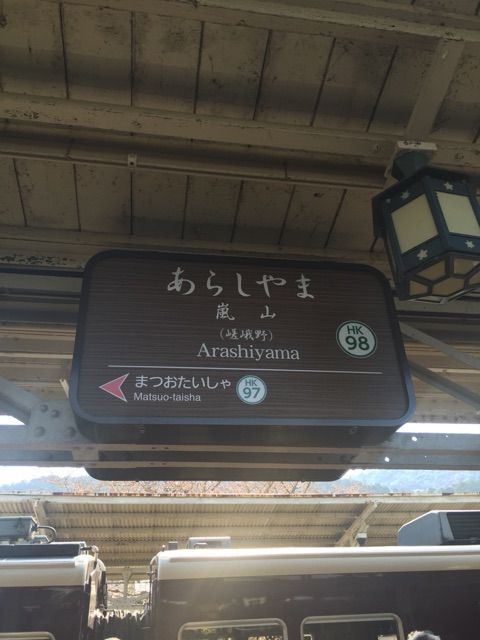 あらしやま
嵐山
(嵯峨野)
Arashiyama
HK
98
まつおたいしゃ
Matsuo-taisha
HK
97